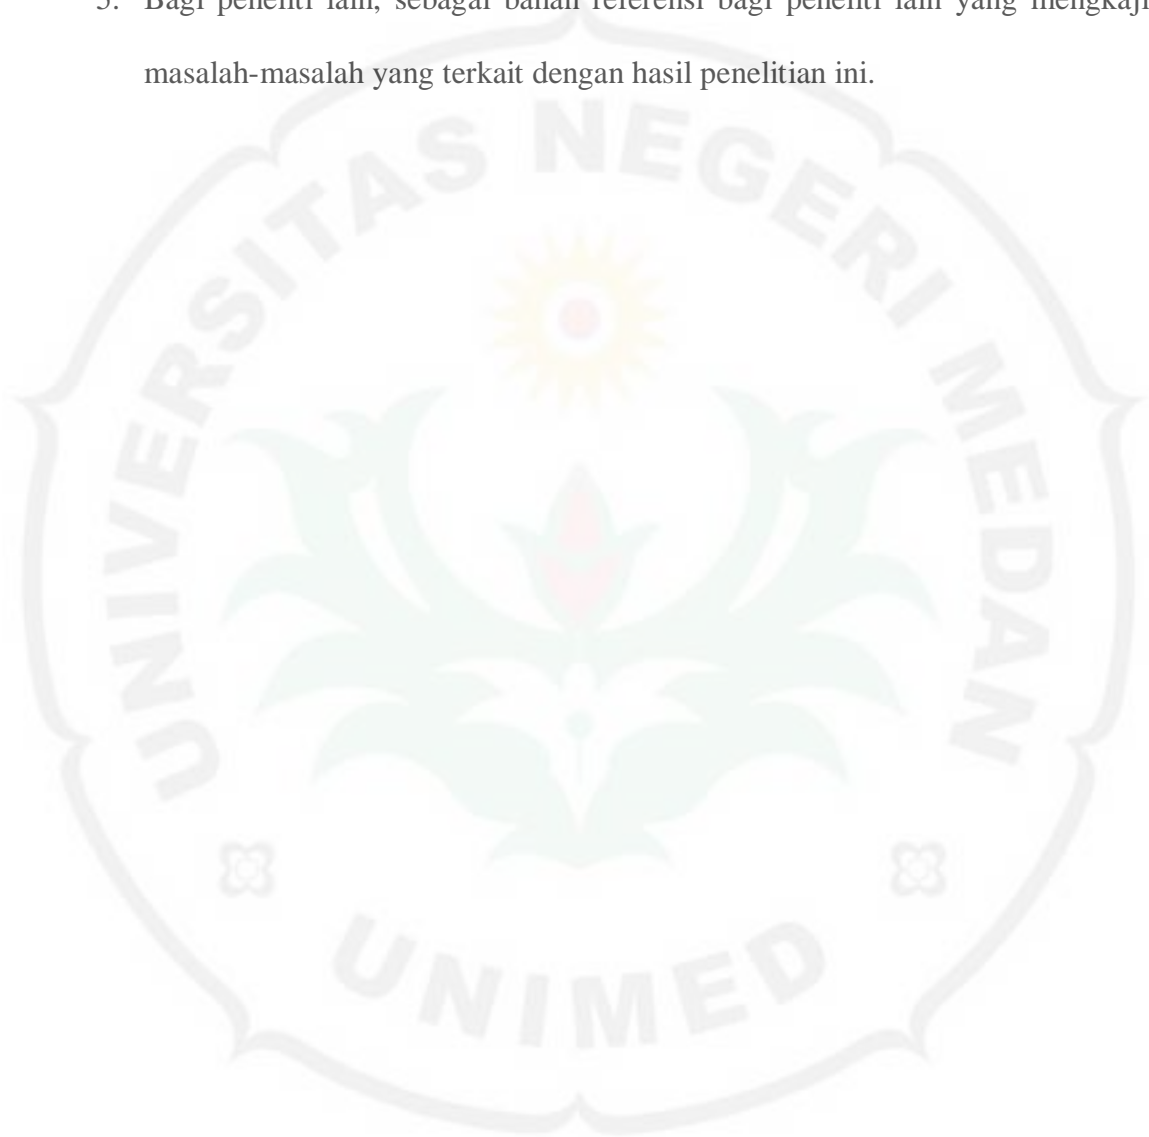 5. Bagi peneliti lain, sebagai bahan referensi bagi peneliti lain yang mengkaji
masalah-masalah yang terkait dengan hasil penelitian ini.
UNIVERSITAS NEGERI MEDAN
UNIMED